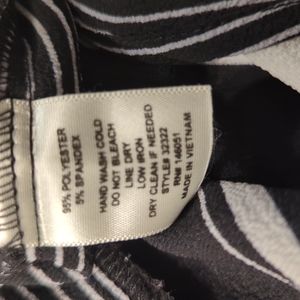 95% POLYESTER
5% SPANDEX
HAND WASH COLD
DO NOT BLEACH
LINE DRY
LOW IRON
DRY CLEAN IF NEEDED
STYLE# 32322
RN# 146051
MADE IN VIETNAM